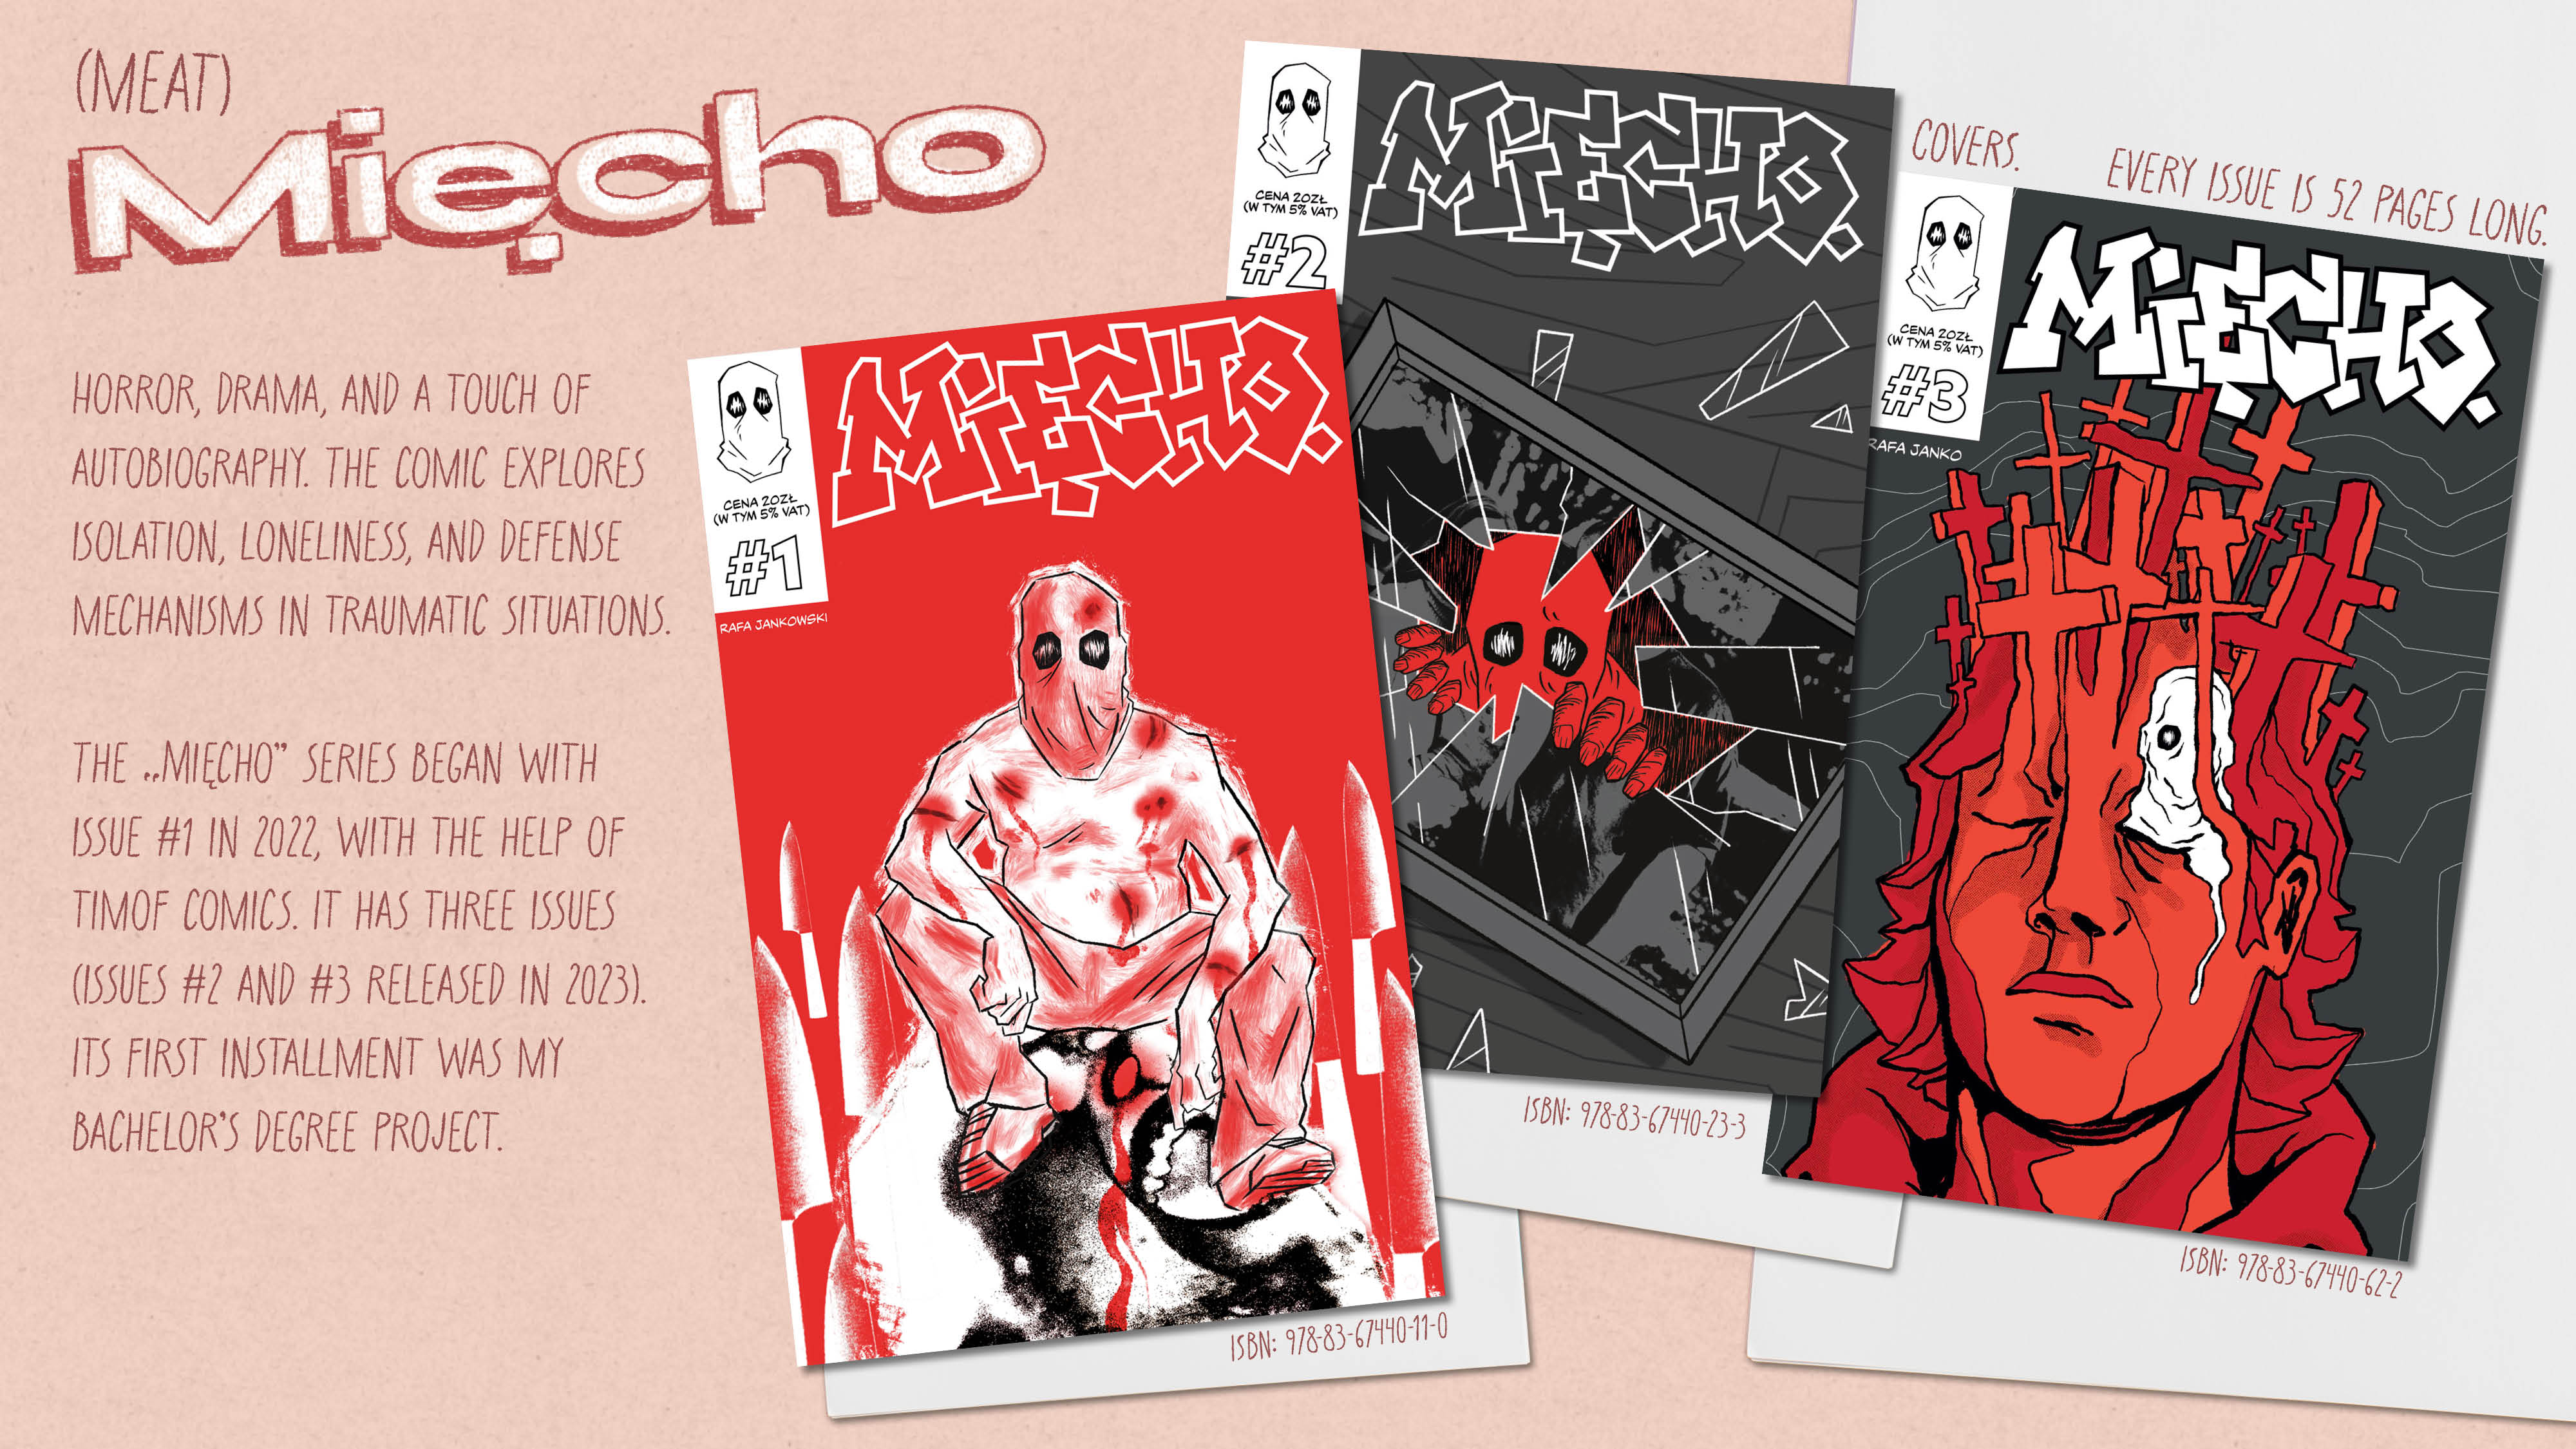 (MEAT)
Mięcho
HORROR, DRAMA, AND A TOUCH OF
AUTOBIOGRAPHY. THE COMIC EXPLORES
ISOLATION, LONELINESS, AND DEFENSE
MECHANISMS IN TRAUMATIC SITUATIONS.
THE „MIĘCHO” SERIES BEGAN WITH
ISSUE #1 IN 2022, WITH THE HELP OF
TIMOF COMICS. IT HAS THREE ISSUES
(ISSUES #2 AND #3 RELEASED IN 2023).
ITS FIRST INSTALLMENT WAS MY
BACHELOR'S DEGREE PROJECT.
MIĘCHO.
CENA 20ZŁ
(W TYM 5% VAT)
#1
RAFA JANKOWSKI
ISBN: 978-83-67440-11-0
MIĘCHO.
CENA 20ZŁ
(W TYM 5% VAT)
#2
ISBN: 978-83-67440-23-3
COVERS.
EVERY ISSUE IS 52 PAGES LONG.
MIĘCHO.
CENA 20ZŁ
(W TYM 5% VAT)
#3
RAFA JANKO
ISBN: 978-83-67440-62-2